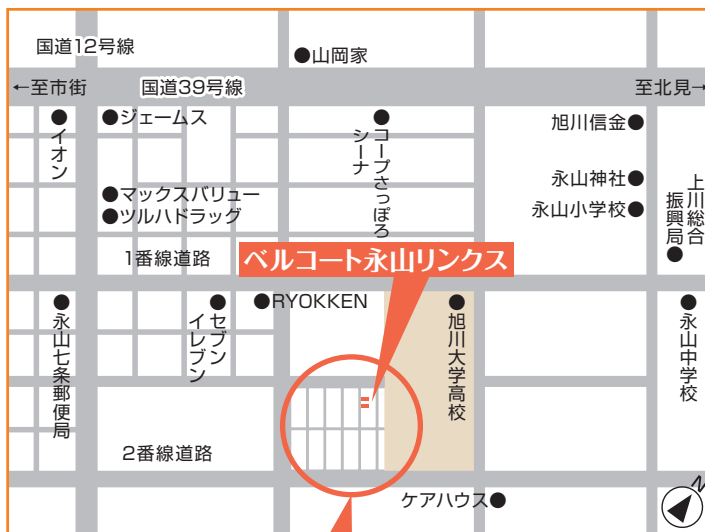 国道12号線
●山岡家
←至市街
国道39号線
至北見→
●イオン
●ジェームス
●コープさっぽろ
シーナ
旭川信金●
●マックスバリュー
●ツルハドラッグ
永山神社●
永山小学校●
上川総合
振興局●
1番線道路
ベルコート永山リンクス
●永山七条郵便局
●セブン
イレブン
●RYOKKEN
●旭川大学高校
●永山中学校
2番線道路
ケアハウス●
N